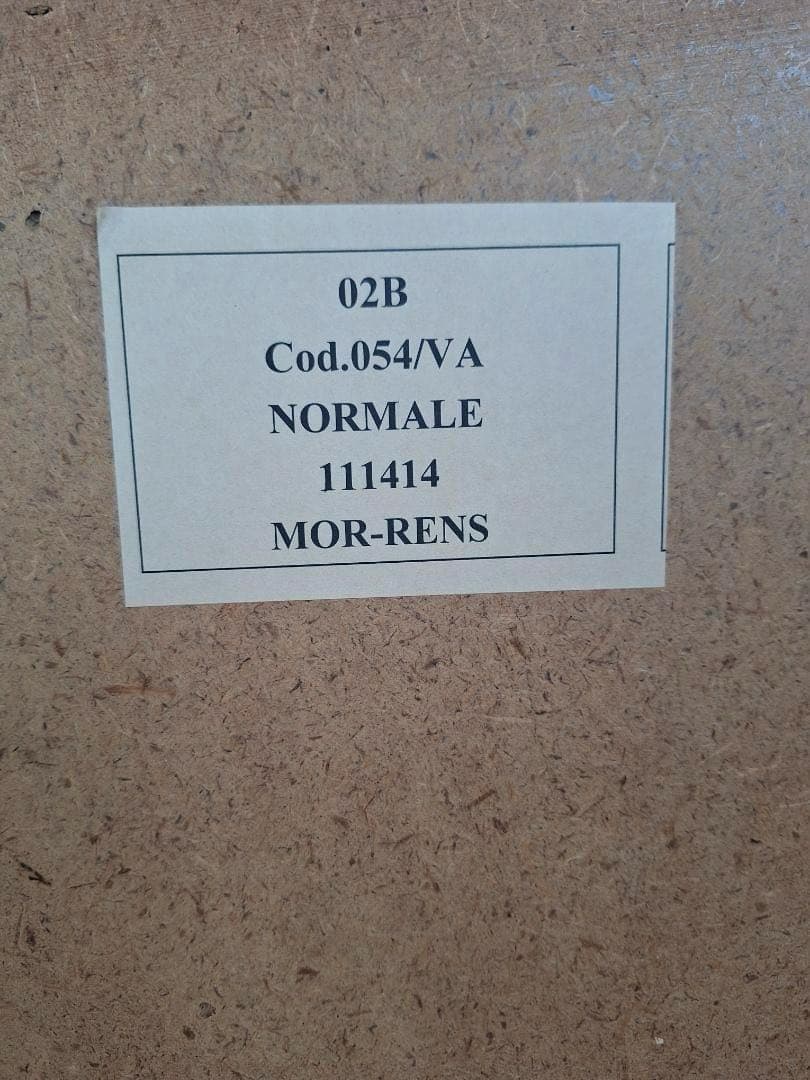 02B
Cod.054/VA
NORMALE
111414
MOR-RENS